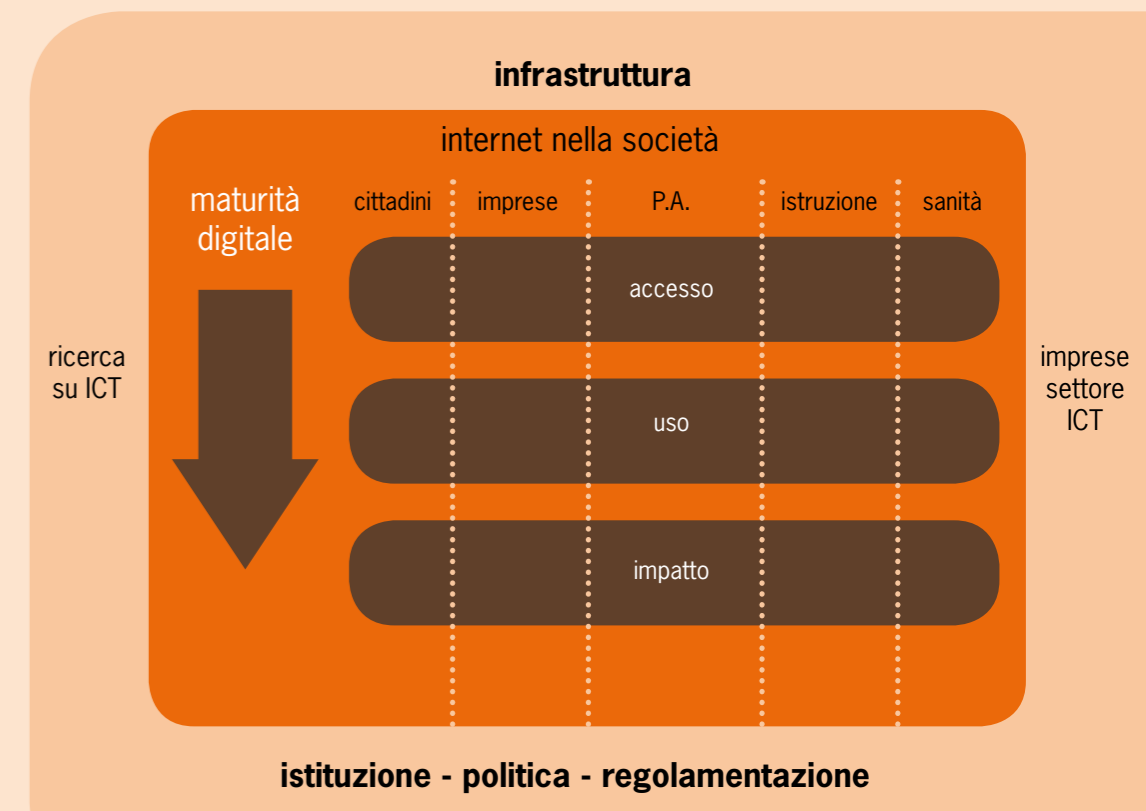 infrastruttura
internet nella società
maturità
digitale
cittadini
imprese
P.A.
istruzione
sanità
accesso
ricerca
su ICT
imprese
settore
ICT
uso
impatto
istituzione - politica - regolamentazione